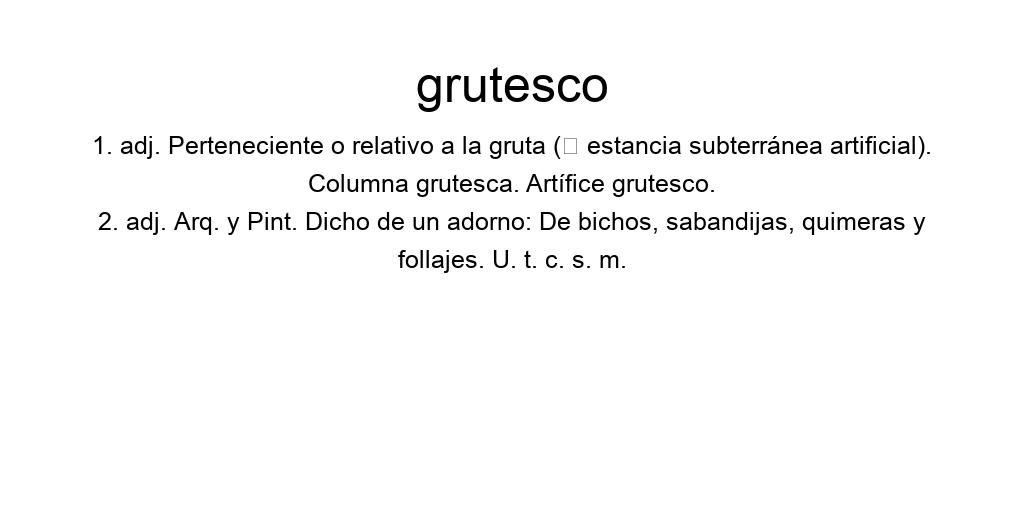 grutesco
1. adj. Perteneciente o relativo a la gruta (□ estancia subterránea artificial).
Columna grutesca. Artífice grutesco.
2. adj. Arq. y Pint. Dicho de un adorno: De bichos, sabandijas, quimeras y
follajes. U. t. c. s. m.